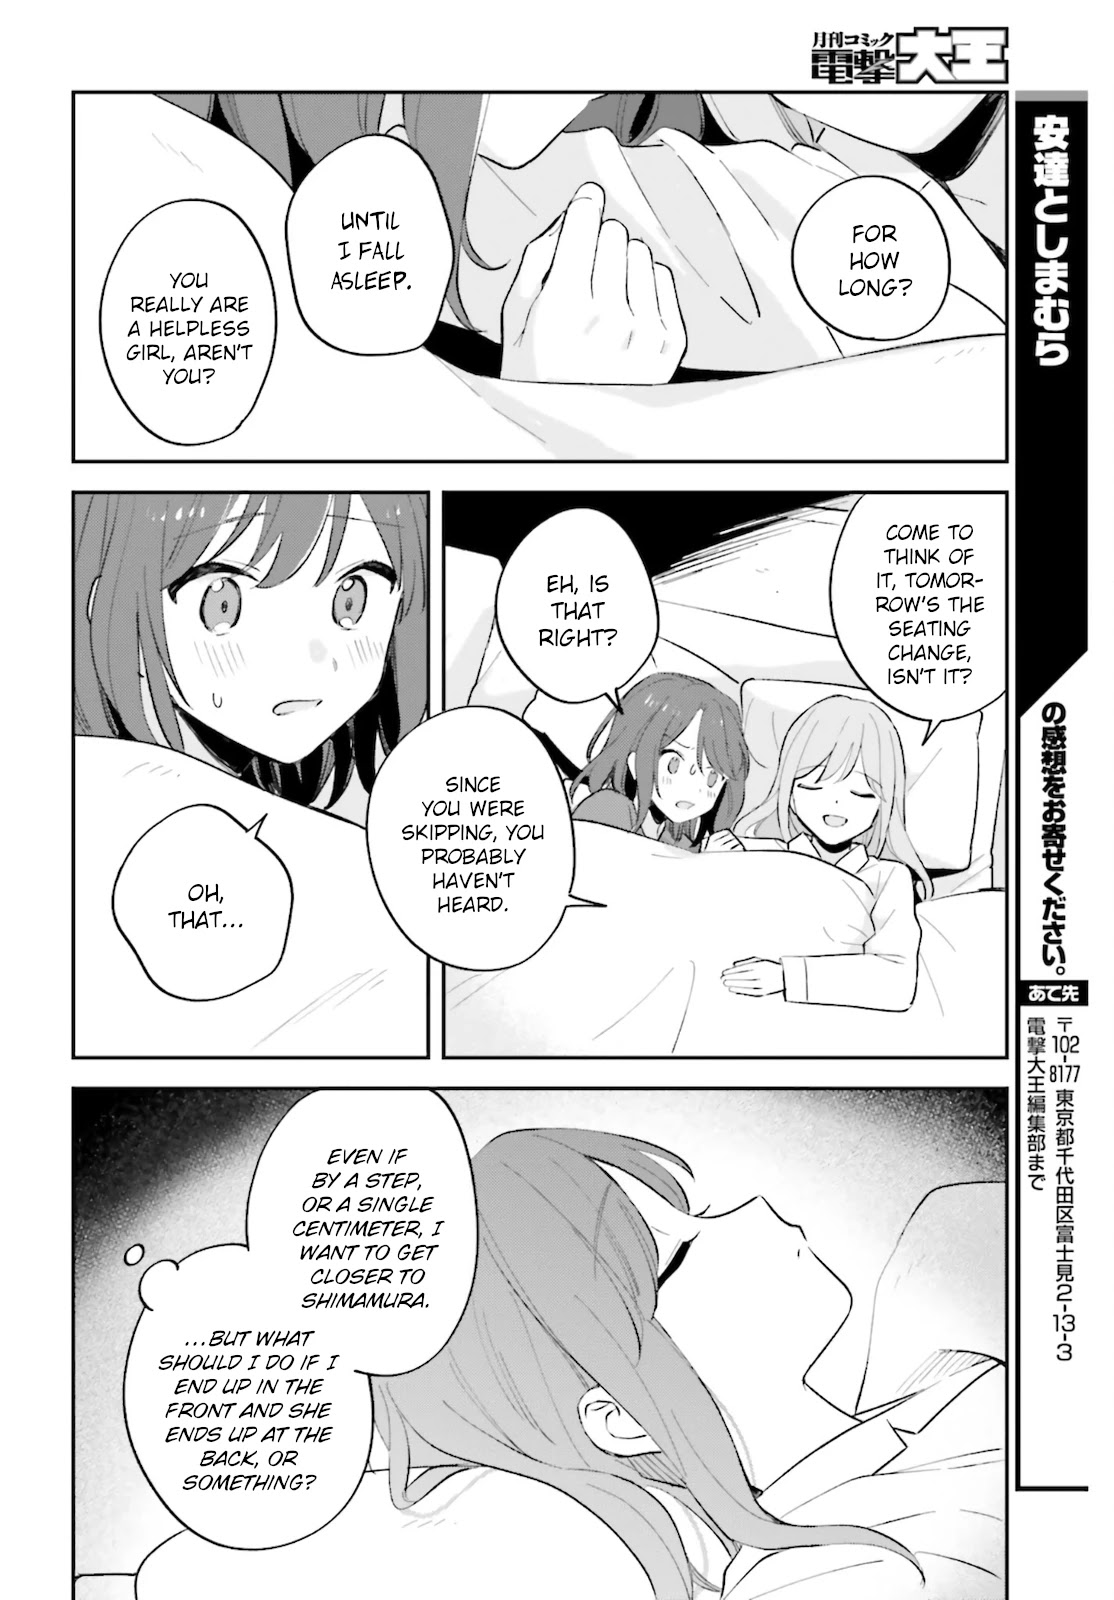 月刊コミック
電撃大王
FOR
HOW
LONG?
UNTIL
I FALL
ASLEEP.
YOU
REALLY ARE
A HELPLESS
GIRL, AREN'T
YOU?
COME TO
THINK OF
IT, TOMOR-
ROW'S THE
SEATING
CHANGE,
ISN'T IT?
EH, IS
THAT
RIGHT?
SINCE
YOU WERE
SKIPPING, YOU
PROBABLY
HAVEN'T
HEARD.
OH,
THAT...
EVEN IF
BY A STEP,
OR A SINGLE
CENTIMETER, I
WANT TO GET
CLOSER TO
SHIMAMURA.
...BUT WHAT
SHOULD I DO IF I
END UP IN THE
FRONT AND SHE
ENDS UP AT THE
BACK, OR
SOMETHING?
安達としまむら
の感想をお寄せください。
あて先
〒102-8177 東京都千代田区富士見2-13-3
電撃大王編集部まで